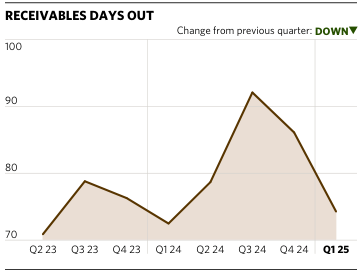 RECEIVABLES DAYS OUT
Change from previous quarter: DOWN▼
100
90
80
70
Q2 23 Q3 23 Q4 23 Q1 24 Q2 24 Q3 24 Q4 24 Q1 25